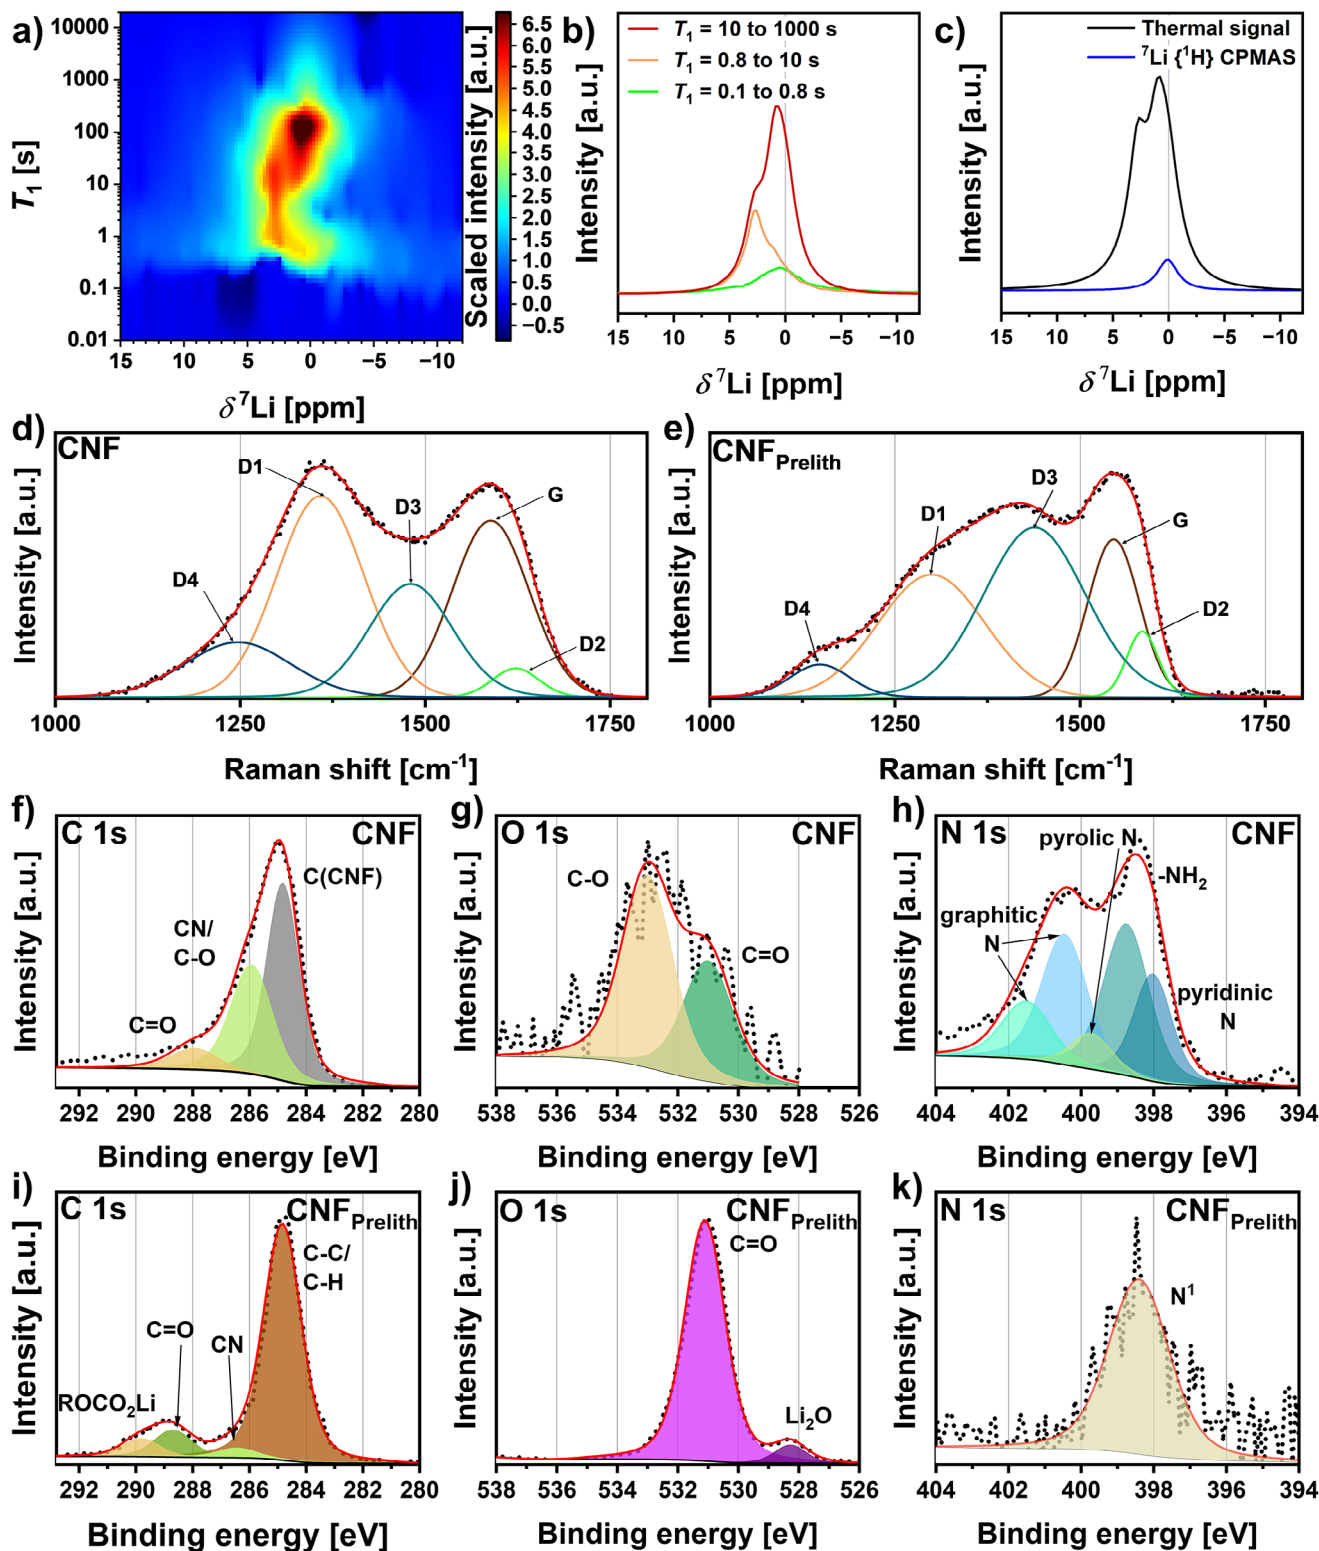 a)
20000
1000
100
10
1
0.1
0.01
T1 [s]
15
10
5
0
−5
−10
δ 7Li [ppm]
6.5
6.0
5.5
5.0
4.5
4.0
3.5
3.0
2.5
2.0
1.5
1.0
0.5
0.0
−0.5
Scaled intensity [a.u.]
b)
T1 = 10 to 1000 s
T1 = 0.8 to 10 s
T1 = 0.1 to 0.8 s
Intensity [a.u.]
15
10
5
0
-5
-10
δ 7Li [ppm]
c)
Thermal signal
7Li {1H} CPMAS
Intensity [a.u.]
15
10
5
0
-5
-10
δ 7Li [ppm]
d)
CNF
D1
D3
G
D4
D2
Intensity [a.u.]
1000
1250
1500
1750
Raman shift [cm-1]
e)
CNFPrelith
D3
D1
G
D4
D2
Intensity [a.u.]
1000
1250
1500
1750
Raman shift [cm-1]
f)
C 1s
CNF
C(CNF)
CN/
C-O
C=O
Intensity [a.u.]
292
290
288
286
284
282
280
Binding energy [eV]
g)
O 1s
CNF
C-O
C=O
Intensity [a.u.]
538
536
534
532
530
528
526
Binding energy [eV]
h)
N 1s
CNF
pyrolic N
-NH2
graphitic
N
pyridinic
N
Intensity [a.u.]
404
402
400
398
396
394
Binding energy [eV]
i)
C 1s
CNFPrelith
C-C/
C-H
C=O
CN
ROCO2Li
Intensity [a.u.]
292
290
288
286
284
282
280
Binding energy [eV]
j)
O 1s
CNFPrelith
C=O
Li2O
Intensity [a.u.]
538
536
534
532
530
528
526
Binding energy [eV]
k)
N 1s
CNFPrelith
N1
Intensity [a.u.]
404
402
400
398
396
394
Binding energy [eV]